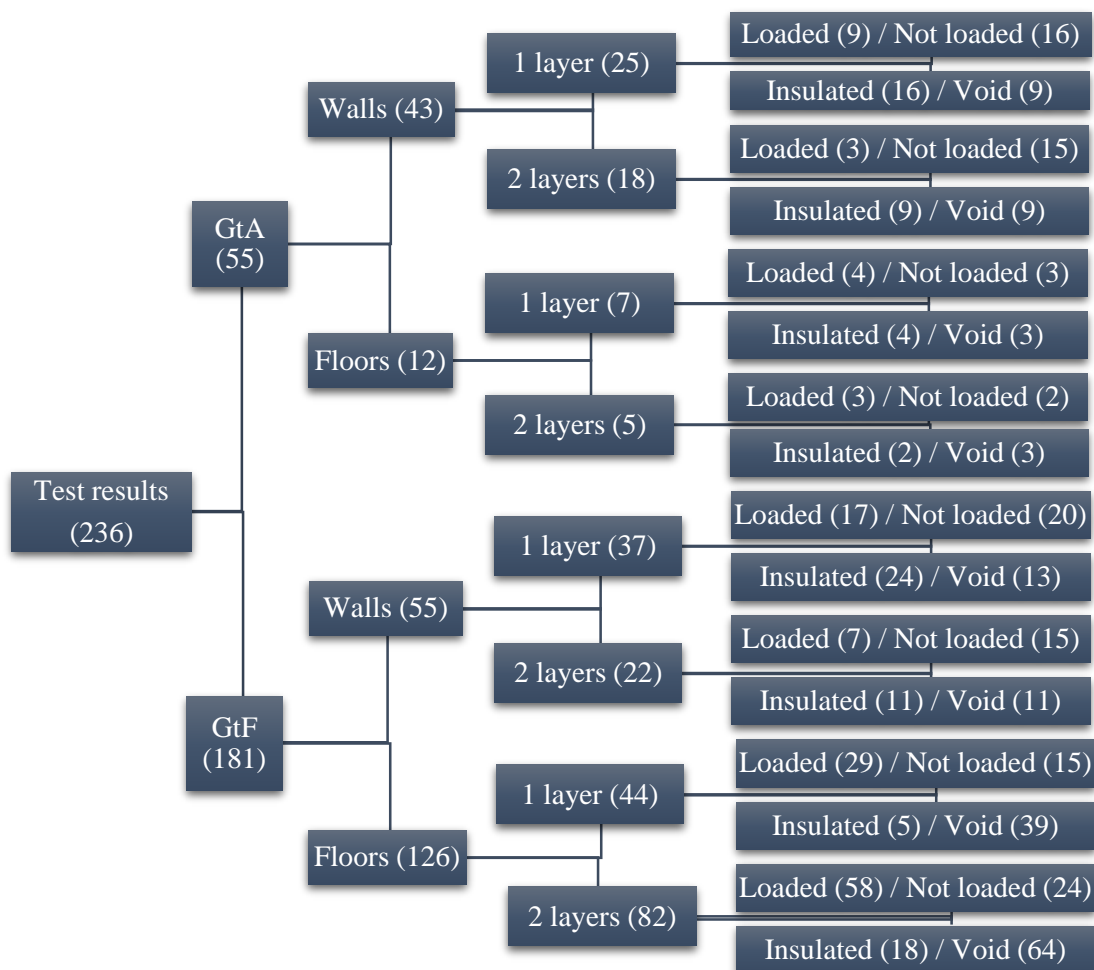 Test results
(236)
GtA
(55)
Walls (43)
1 layer (25)
Loaded (9) / Not loaded (16)
Insulated (16) / Void (9)
2 layers (18)
Loaded (3) / Not loaded (15)
Insulated (9) / Void (9)
Floors (12)
1 layer (7)
Loaded (4) / Not loaded (3)
Insulated (4) / Void (3)
2 layers (5)
Loaded (3) / Not loaded (2)
Insulated (2) / Void (3)
GtF
(181)
Walls (55)
1 layer (37)
Loaded (17) / Not loaded (20)
Insulated (24) / Void (13)
2 layers (22)
Loaded (7) / Not loaded (15)
Insulated (11) / Void (11)
Floors (126)
1 layer (44)
Loaded (29) / Not loaded (15)
Insulated (5) / Void (39)
2 layers (82)
Loaded (58) / Not loaded (24)
Insulated (18) / Void (64)